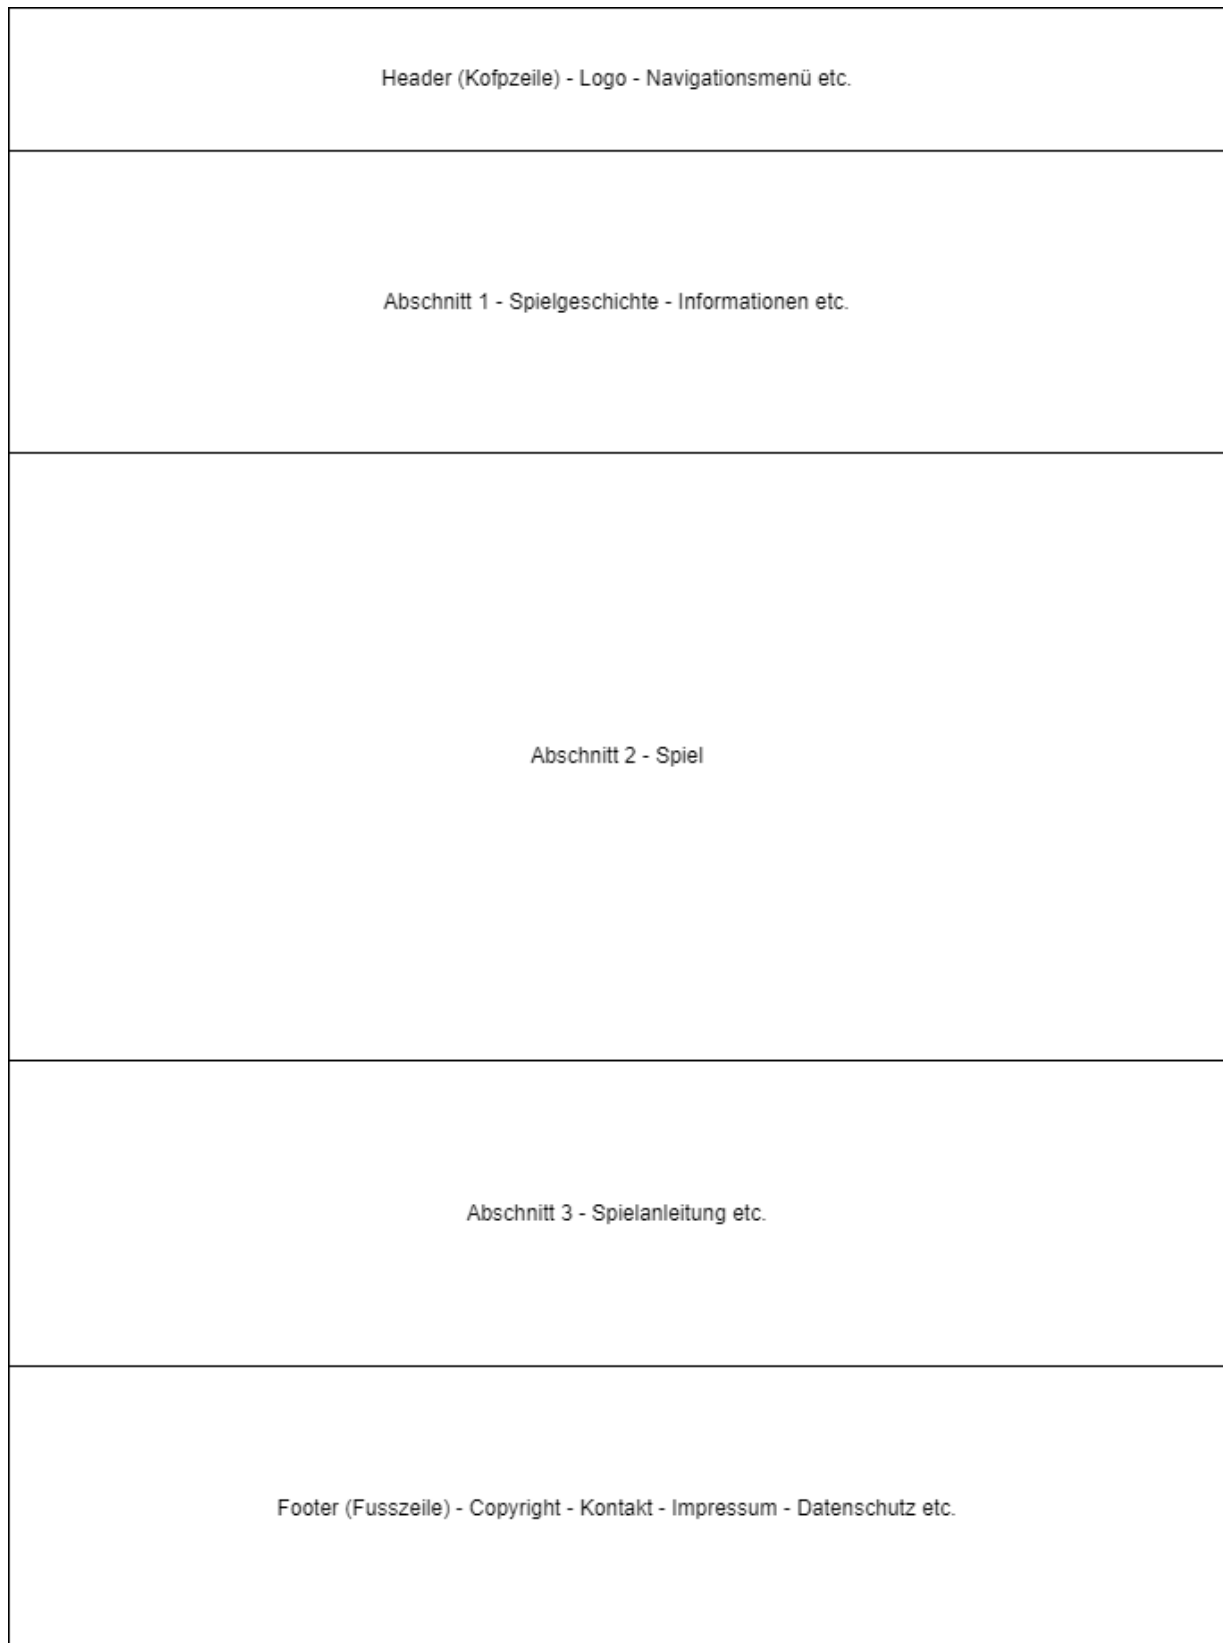 Header (Kofpzeile) - Logo - Navigationsmenü etc.
Abschnitt 1 - Spielgeschichte - Informationen etc.
Abschnitt 2 - Spiel
Abschnitt 3 - Spielanleitung etc.
Footer (Fusszeile) - Copyright - Kontakt - Impressum - Datenschutz etc.